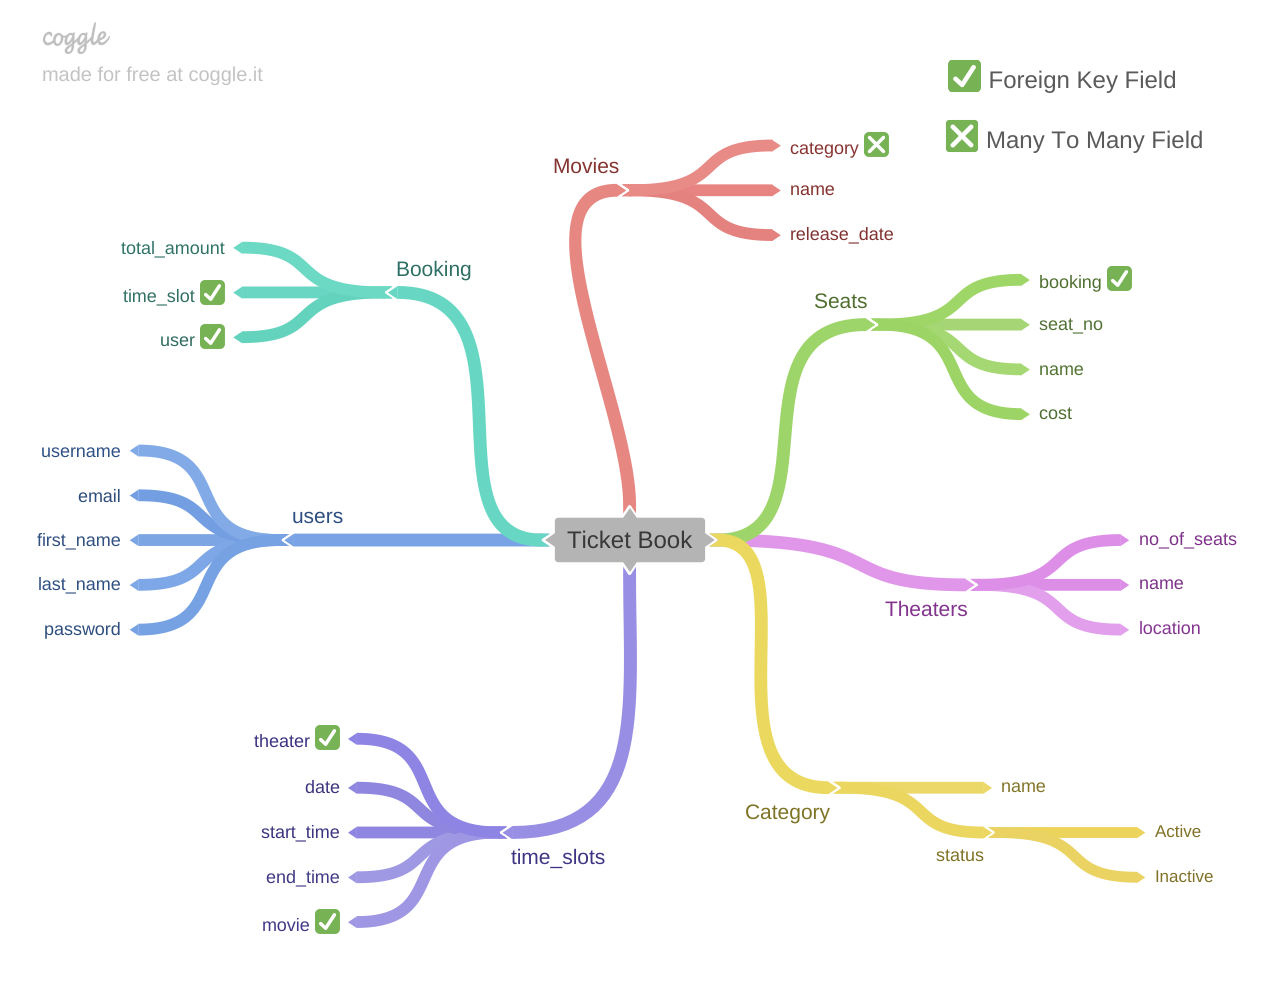 coggle
made for free at coggle.it
Foreign Key Field
Many To Many Field
Movies
category
name
release_date
Booking
total_amount
time_slot
user
Seats
booking
seat_no
name
cost
users
username
email
first_name
last_name
password
Ticket Book
Theaters
no_of_seats
name
location
time_slots
theater
date
start_time
end_time
movie
Category
name
status
Active
Inactive